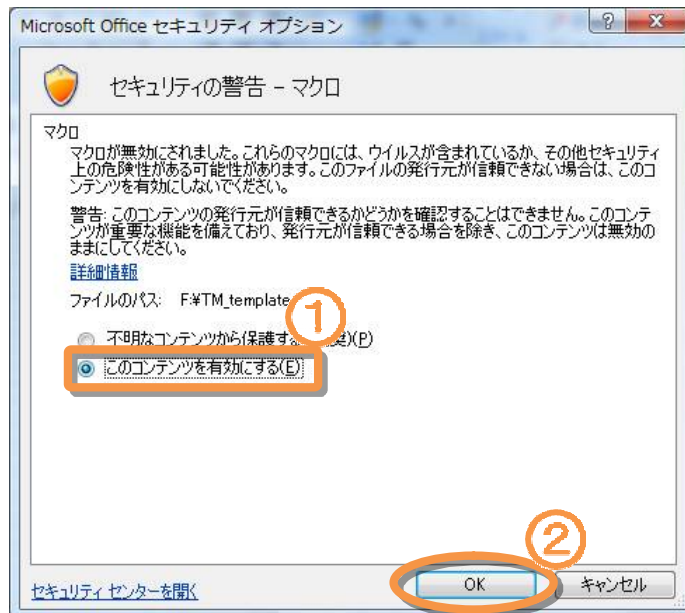 Microsoft Office セキュリティ オプション
セキュリティの警告 - マクロ
マクロ
マクロが無効にされました。これらのマクロには、ウイルスが含まれているか、その他セキュリティ
上の危険性がある可能性があります。このファイルの発行元が信頼できない場合は、このコ
ンテンツを有効にしないでください。
警告: このコンテンツの発行元が信頼できるかどうかを確認することはできません。このコンテ
ンツが重要な機能を備えており、発行元が信頼できる場合を除き、このコンテンツは無効の
ままにしてください。
詳細情報
ファイルのパス: F:¥TM_template
①
不明なコンテンツから保護する 奨)(P)
このコンテンツを有効にする(E)
②
セキュリティ センターを開く
OK
キャンセル